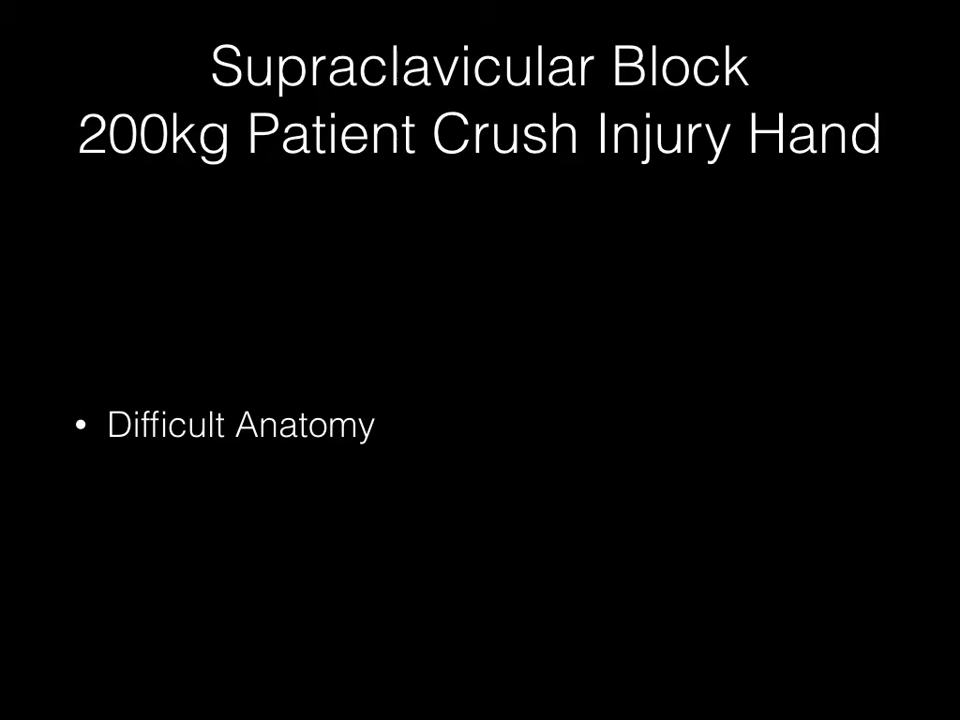 Supraclavicular Block
200kg Patient Crush Injury Hand
• Difficult Anatomy